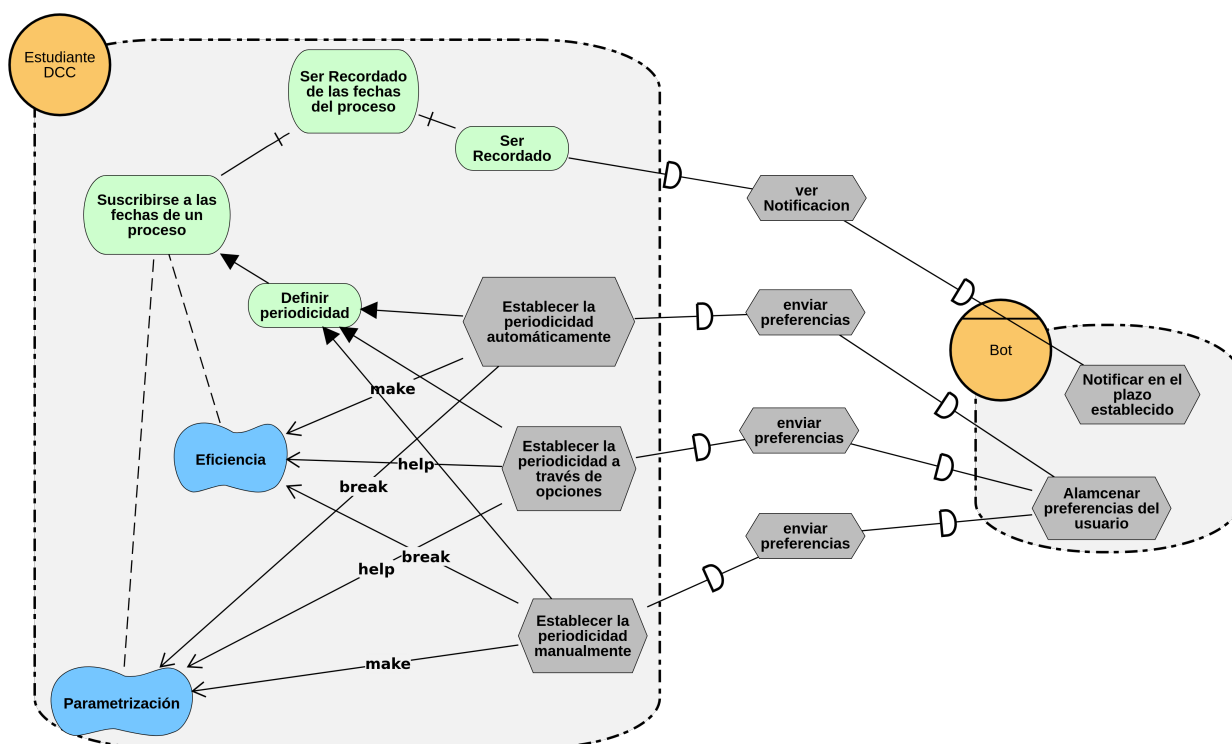 Estudiante
DCC
Ser Recordado
de las fechas
del proceso
Ser
Recordado
ver
Notificacion
Suscribirse a las
fechas de un
proceso
Definir
periodicidad
Establecer la
periodicidad
automáticamente
enviar
preferencias
Bot
Notificar en el
plazo
establecido
make
Eficiencia
help
break
Establecer la
periodicidad a
través de
opciones
enviar
preferencias
Alamcenar
preferencias del
usuario
enviar
preferencias
break
help
Establecer la
periodicidad
manualmente
make
Parametrización